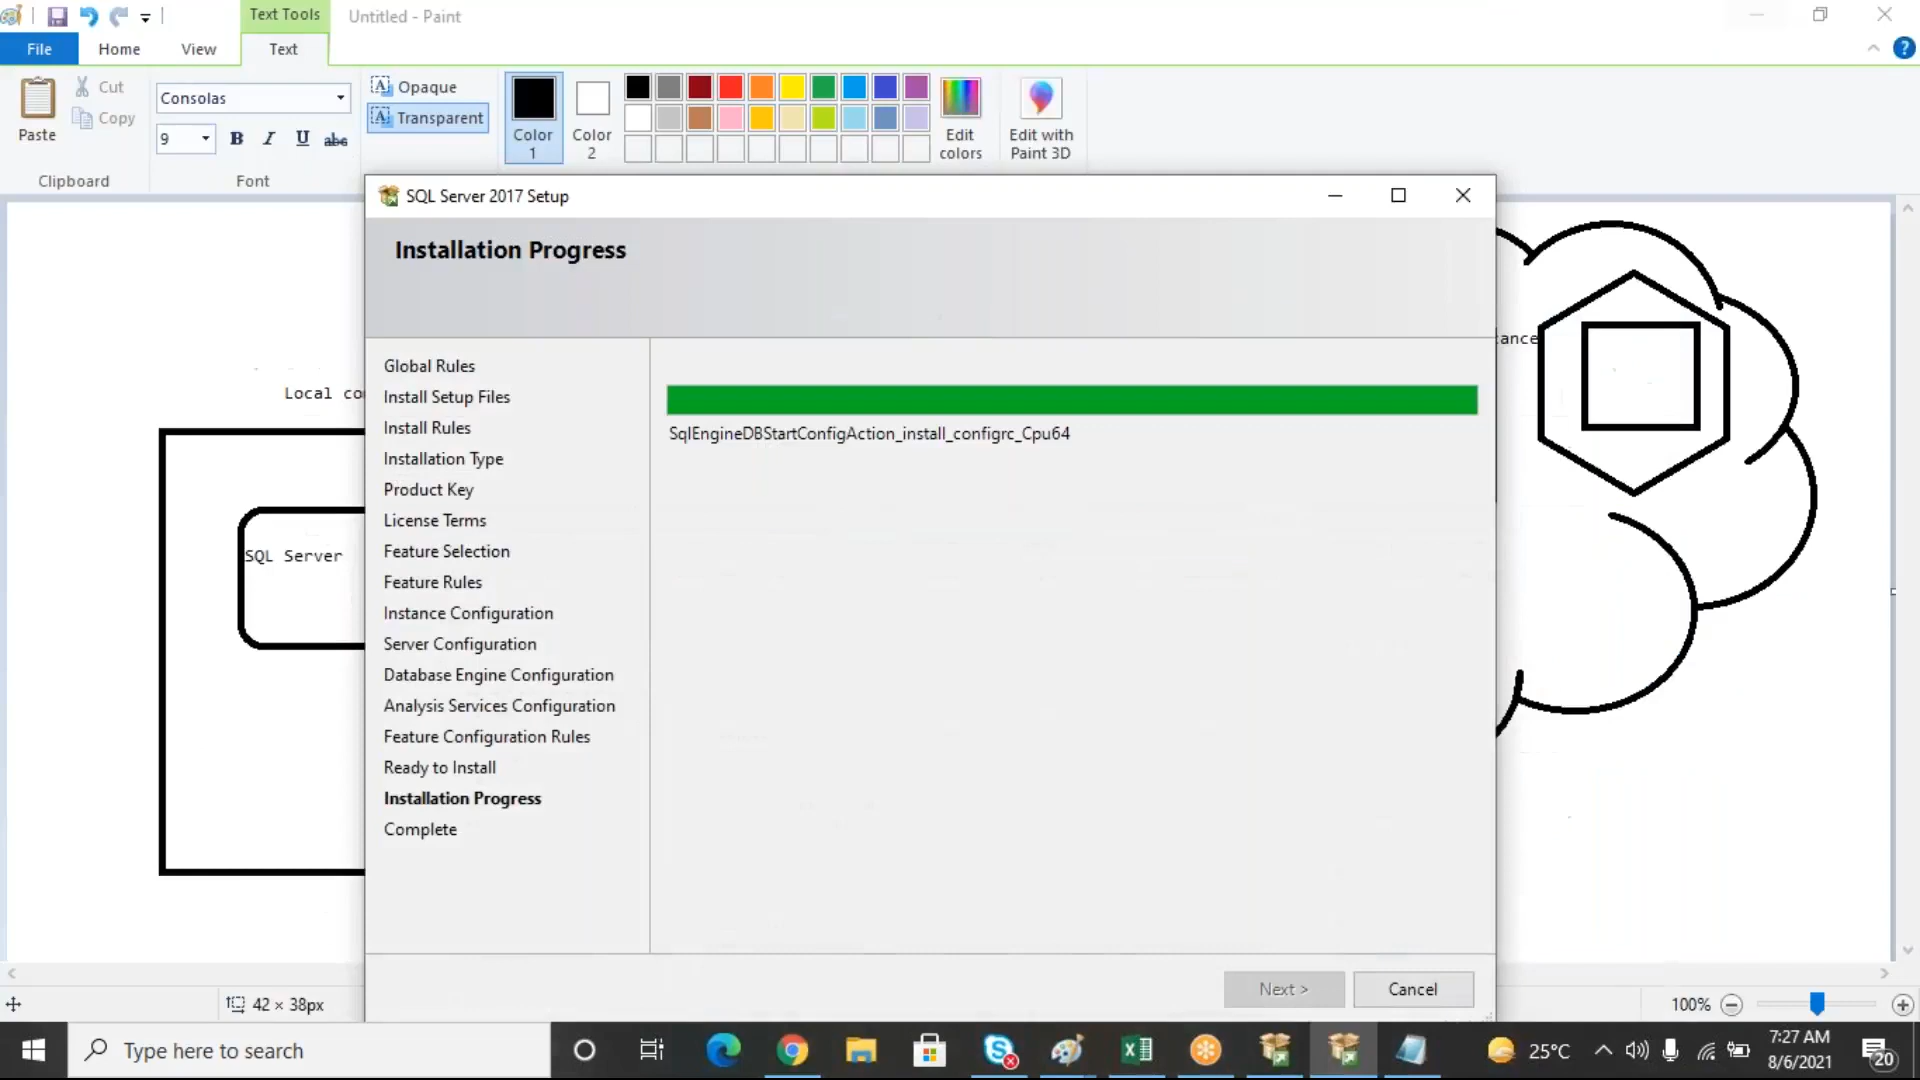 Text Tools
Untitled - Paint
File
Home
View
Text
?
Paste
Cut
Copy
Clipboard
Consolas
9
B
I
U
abc
Font
Opaque
Transparent
Color
1
Color
2
Edit
colors
Edit with
Paint 3D
SQL Server 2017 Setup
Installation Progress
Global Rules
Install Setup Files
Install Rules
Installation Type
Product Key
License Terms
Feature Selection
Feature Rules
Instance Configuration
Server Configuration
Database Engine Configuration
Analysis Services Configuration
Feature Configuration Rules
Ready to Install
Installation Progress
Complete
SqlEngineDBStartConfigAction_install_configrc_Cpu64
Next >
Cancel
Local co
SQL Server
tance
42 × 38px
100%
Type here to search
25°C
7:27 AM
8/6/2021
20